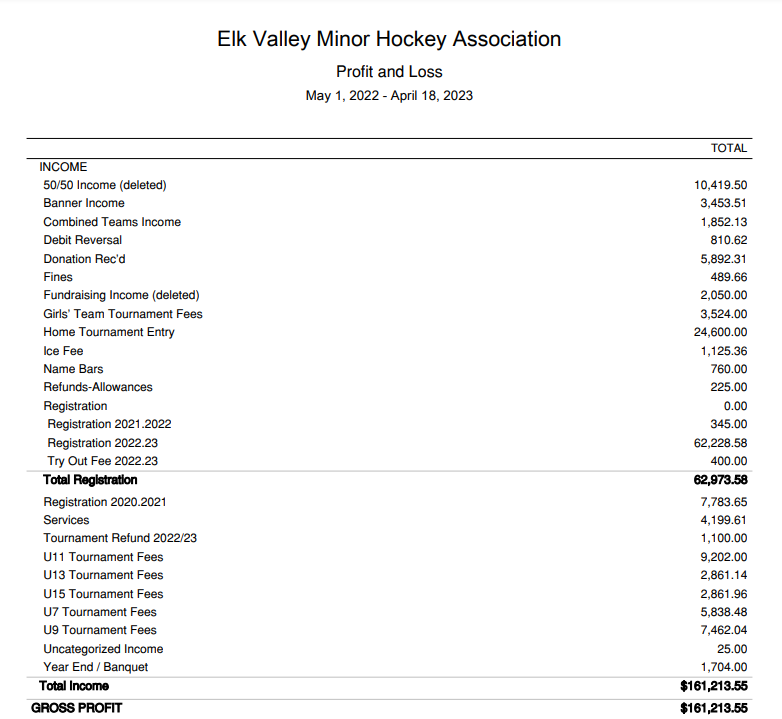 Elk Valley Minor Hockey Association
Profit and Loss
May 1, 2022 - April 18, 2023
TOTAL
INCOME
50/50 Income (deleted) 10,419.50
Banner Income 3,453.51
Combined Teams Income 1,852.13
Debit Reversal 810.62
Donation Rec'd 5,892.31
Fines 489.66
Fundraising Income (deleted) 2,050.00
Girls' Team Tournament Fees 3,524.00
Home Tournament Entry 24,600.00
Ice Fee 1,125.36
Name Bars 760.00
Refunds-Allowances 225.00
Registration 0.00
Registration 2021.2022 345.00
Registration 2022.23 62,228.58
Try Out Fee 2022.23 400.00
Total Registration 62,973.58
Registration 2020.2021 7,783.65
Services 4,199.61
Tournament Refund 2022/23 1,100.00
U11 Tournament Fees 9,202.00
U13 Tournament Fees 2,861.14
U15 Tournament Fees 2,861.96
U7 Tournament Fees 5,838.48
U9 Tournament Fees 7,462.04
Uncategorized Income 25.00
Year End / Banquet 1,704.00
Total Income $161,213.55
GROSS PROFIT $161,213.55